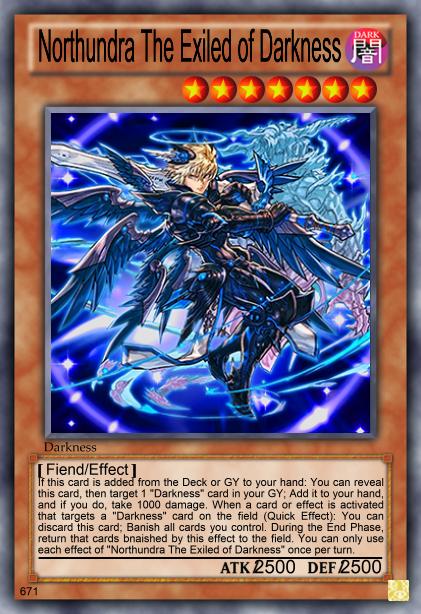 Northundra The Exiled of Darkness
DARK
闇
Darkness
[ Fiend/Effect ]
If this card is added from the Deck or GY to your hand: You can reveal
this card, then target 1 "Darkness" card in your GY; Add it to your hand,
and if you do, take 1000 damage. When a card or effect is activated
that targets a "Darkness" card on the field (Quick Effect): You can
discard this card; Banish all cards you control. During the End Phase,
return that cards bnaished by this effect to the field. You can only use
each effect of "Northundra The Exiled of Darkness" once per turn.
ATK 2500 DEF 2500
671